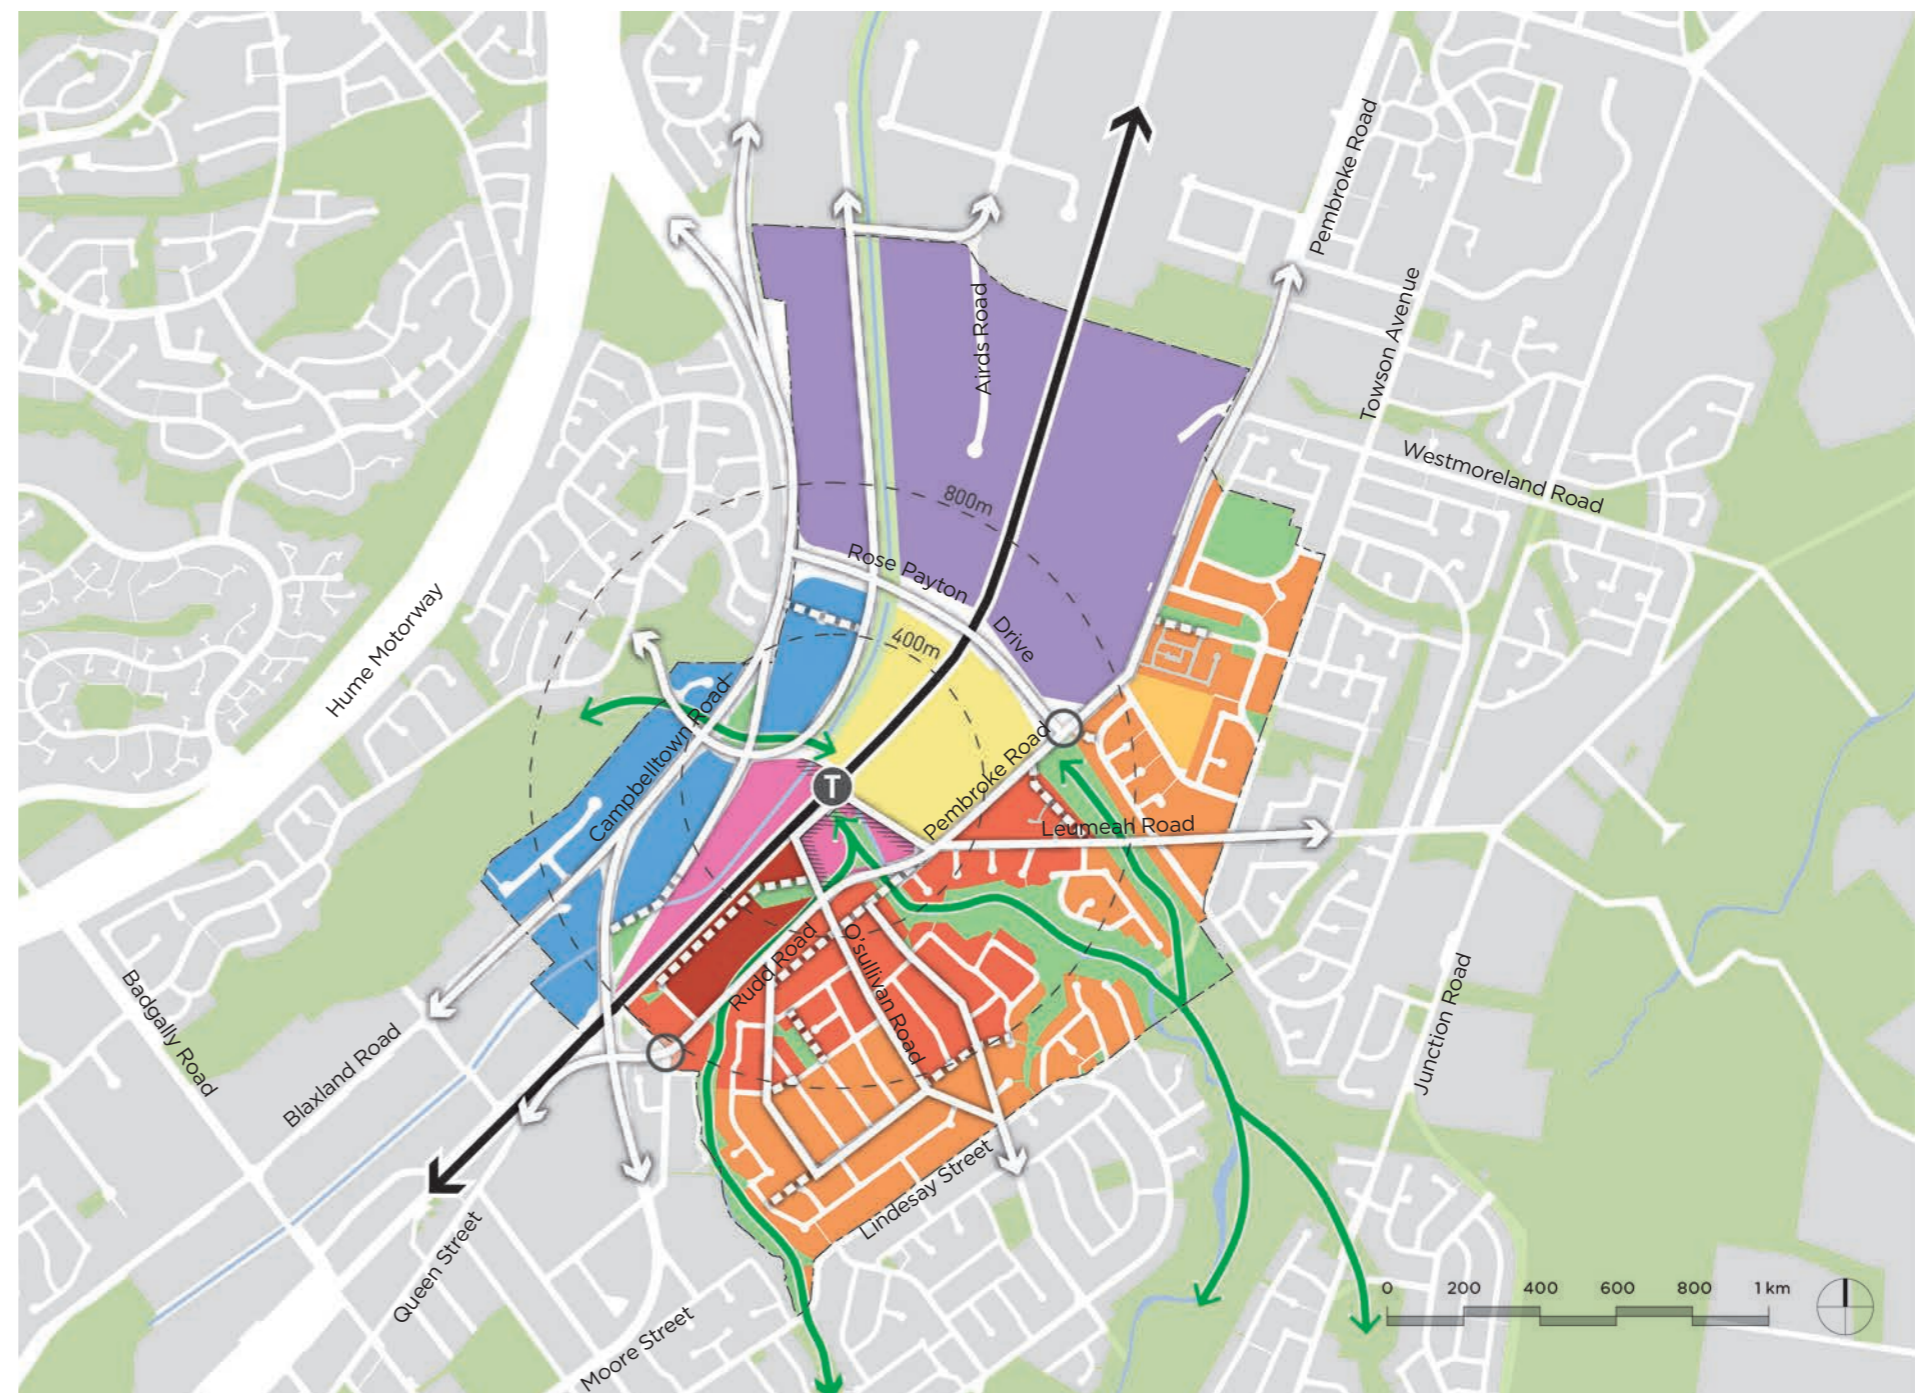 Pembroke Road
Airds Road
Towson Avenue
Westmoreland Road
800m
Rose Payton
Drive
400m
Hume Motorway
Campbelltown Road
T
Pembroke Road
Leumeah Road
Rudd Road
O'sullivan Road
Badgally Road
Blaxland Road
Junction Road
Lindesay Street
Queen Street
Moore Street
0 200 400 600 800 1 km